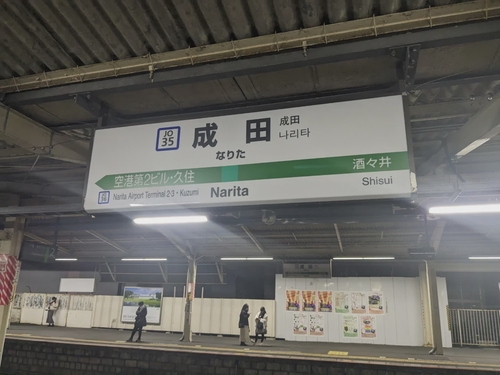 JO
35
成田
なりた
成田
나리타
空港第2ビル・久住
酒々井
Shisui
Narita Airport Terminal 2·3・Kuzumi
Narita